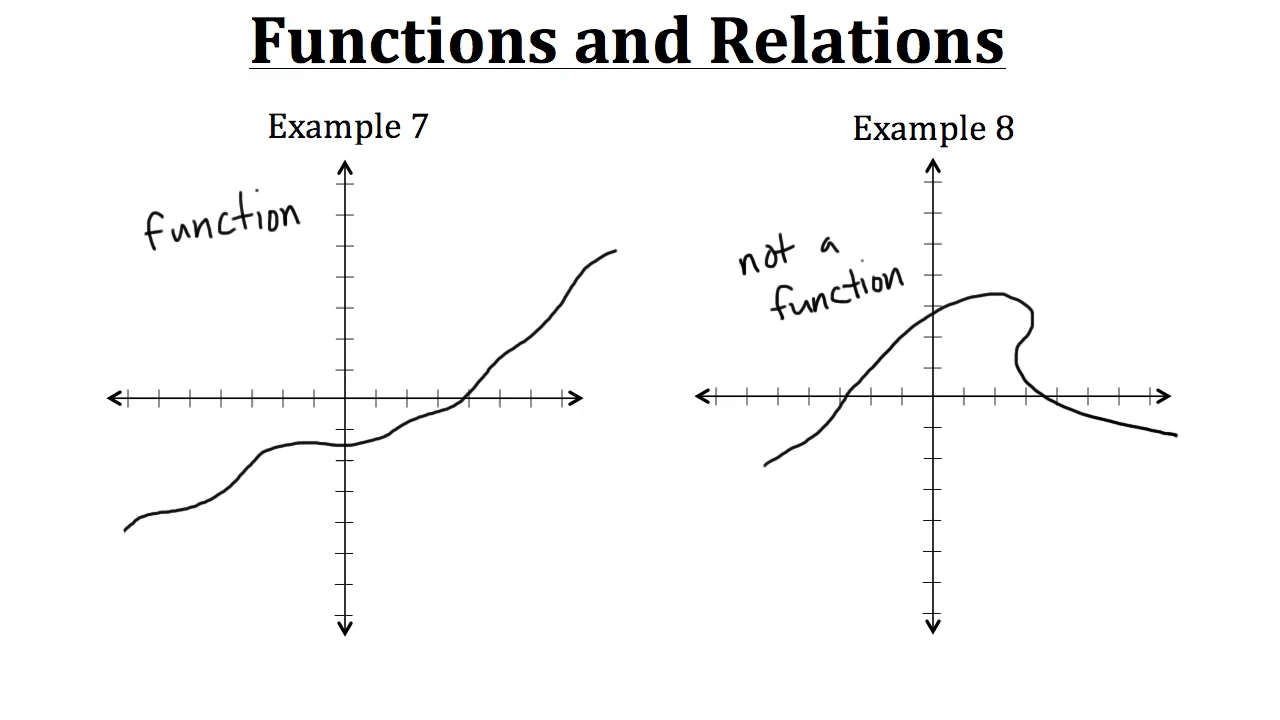 Functions and Relations
Example 7
function
Example 8
not a
function